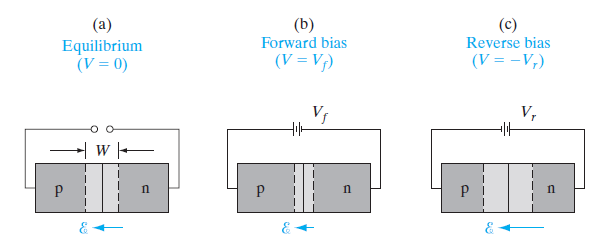 (a)
Equilibrium
(V = 0)
(b)
Forward bias
(V = V_f)
(c)
Reverse bias
(V = −V_r)
V_f
V_r
W
p n
p n
p n
ℰ
ℰ
ℰ